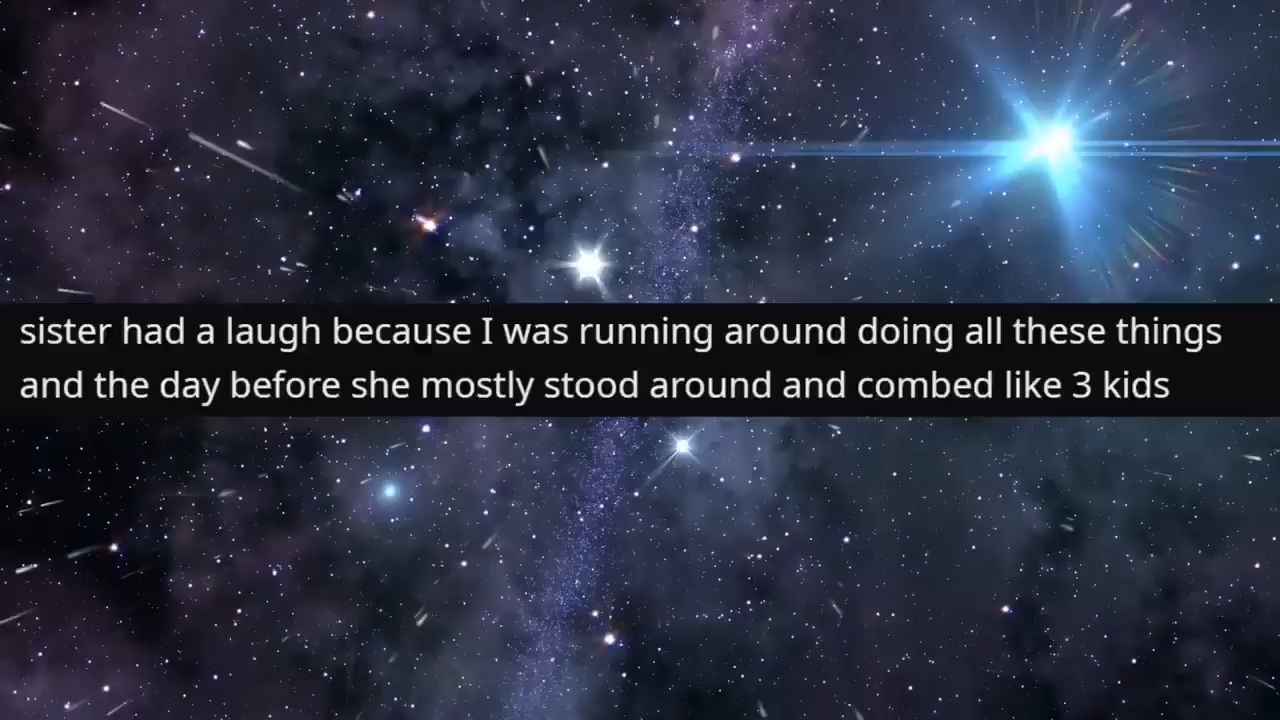 sister had a laugh because I was running around doing all these things
and the day before she mostly stood around and combed like 3 kids